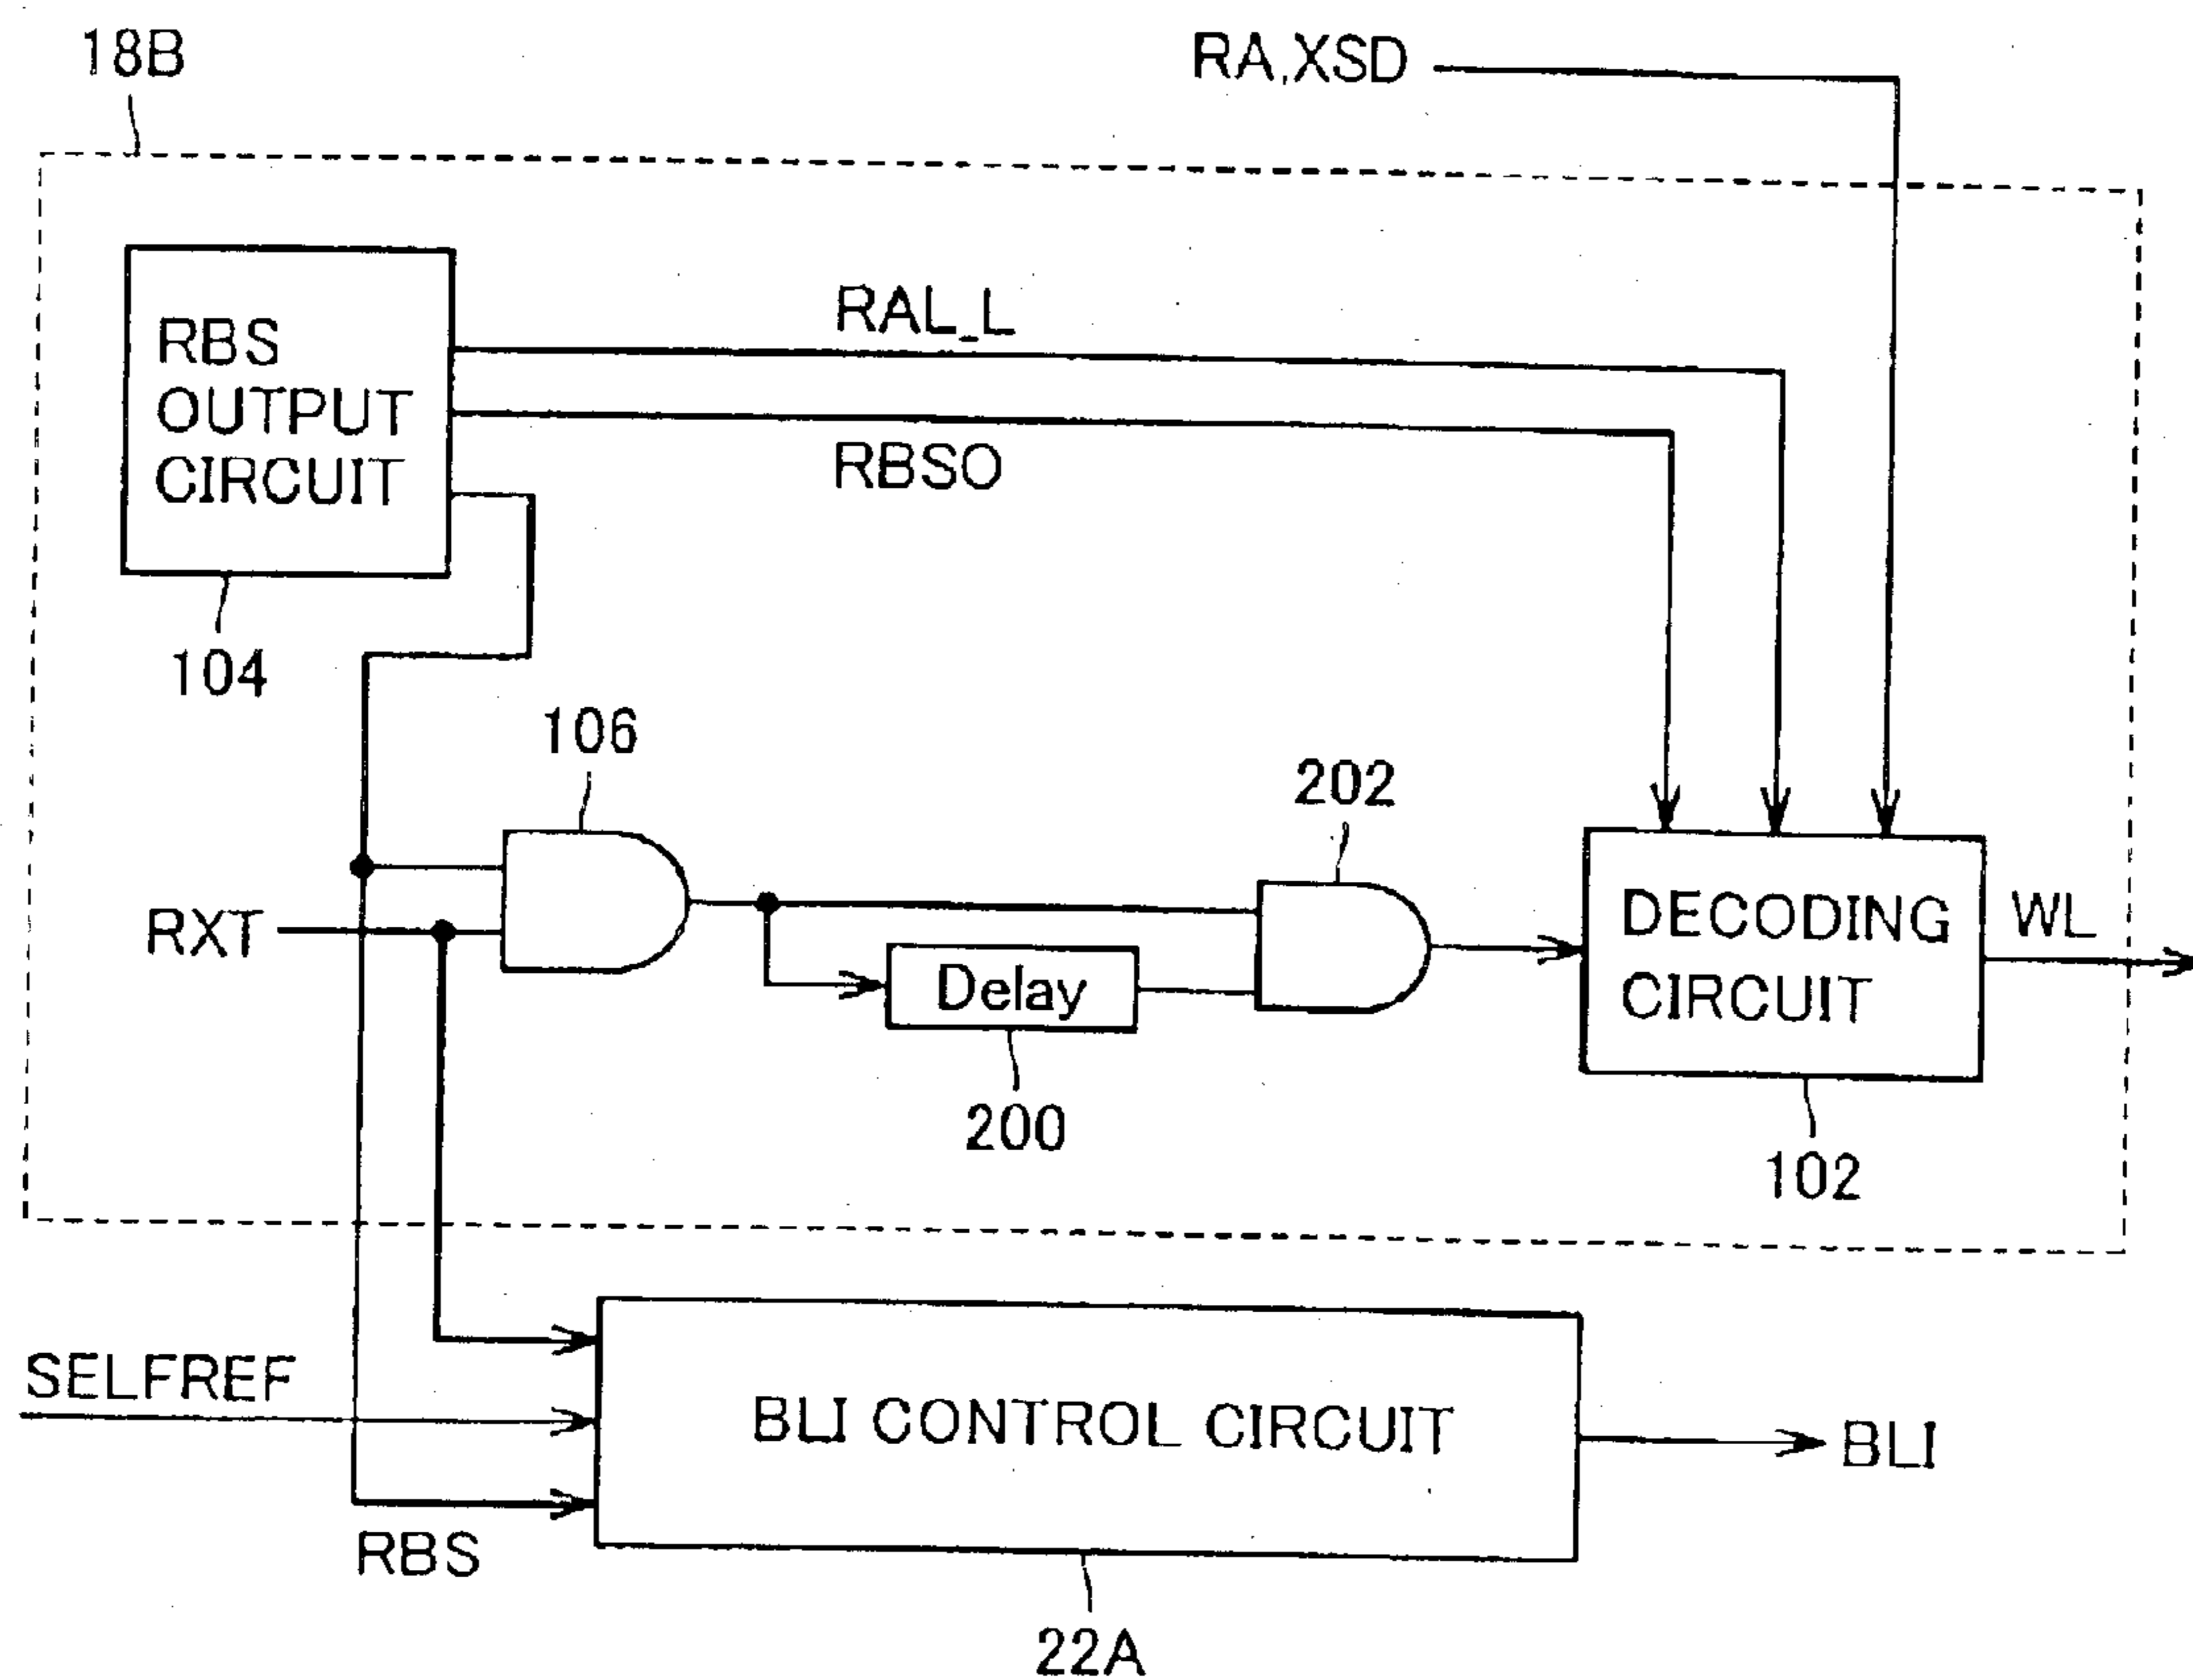 18B
RA,XSD
RBS
OUTPUT
CIRCUIT
RAL_L
RBSO
104
106
202
RXT
Delay
DECODING
CIRCUIT
WL
200
102
SELFREF
BLI CONTROL CIRCUIT
BLI
RBS
22A